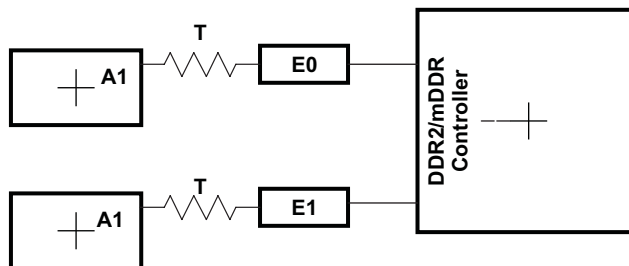 T
A1
E0
DDR2/mDDR
Controller
T
A1
E1